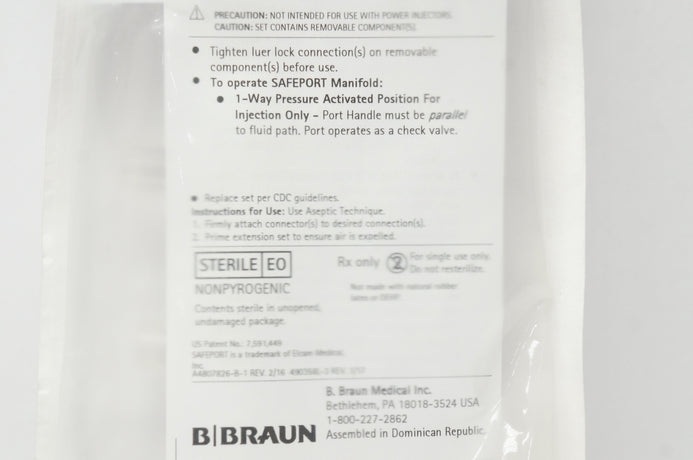 PRECAUTION: NOT INTENDED FOR USE WITH POWER INJECTORS.
CAUTION: SET CONTAINS REMOVABLE COMPONENT(S).
• Tighten luer lock connection(s) on removable
component(s) before use.
• To operate SAFEPORT Manifold:
• 1-Way Pressure Activated Position For
Injection Only – Port Handle must be parallel
to fluid path. Port operates as a check valve.
• Replace set per CDC guidelines.
Instructions for Use: Use Aseptic Technique.
1. Firmly attach connector(s) to desired connection(s).
2. Prime extension set to ensure air is expelled.
STERILE EO
Rx only
2
For single use only.
Do not resterilize.
NONPYROGENIC
Not made with natural rubber
latex or DEHP.
Contents sterile in unopened,
undamaged package.
US Patent No.: 7,591,449
SAFEPORT is a trademark of Elcam Medical,
Inc.
A4807826-B-1 REV. 2/16
B. Braun Medical Inc.
Bethlehem, PA 18018-3524 USA
1-800-227-2862
Assembled in Dominican Republic
B|BRAUN